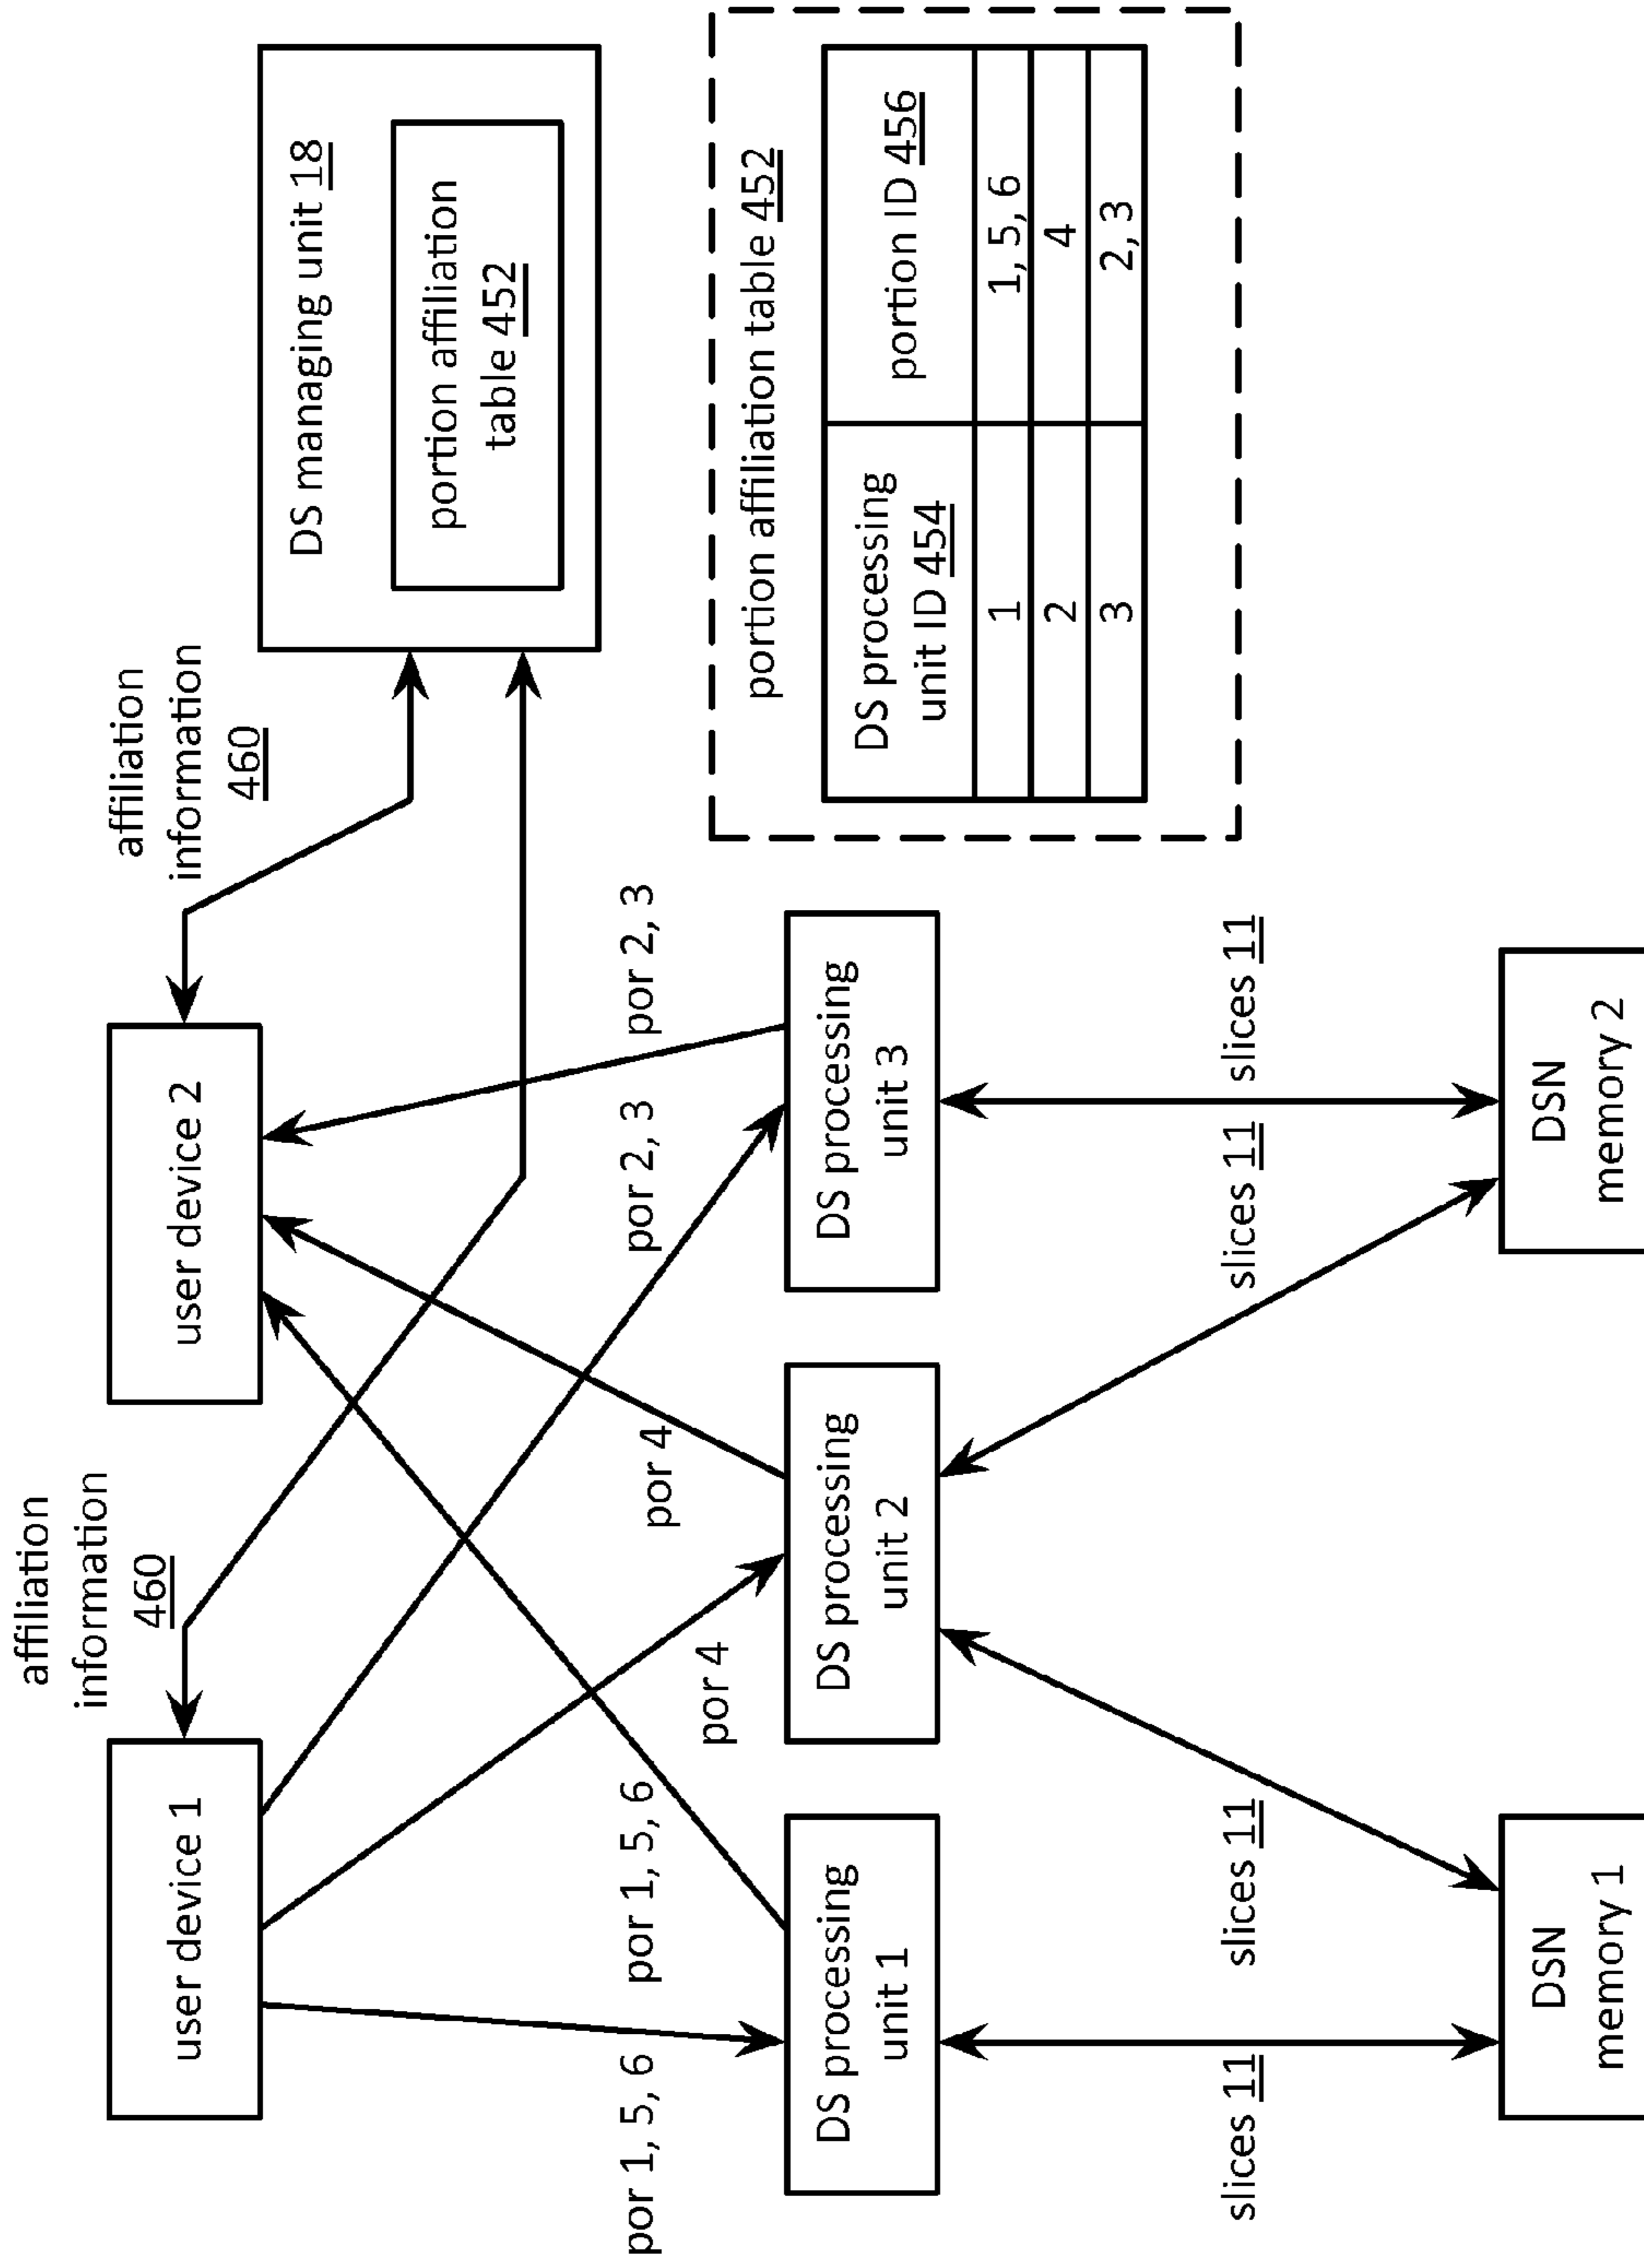 affiliation
information
460
affiliation
information
460
user device 1
user device 2
DS managing unit 18
portion affiliation
table 452
por 1, 5, 6
por 1, 5, 6
por 4
por 4
por 2, 3
por 2, 3
DS processing
unit 1
DS processing
unit 2
DS processing
unit 3
portion affiliation table 452
DS processing
unit ID 454
portion ID 456
1
1, 5, 6
2
4
3
2, 3
slices 11
slices 11
slices 11
slices 11
DSN
memory 1
DSN
memory 2